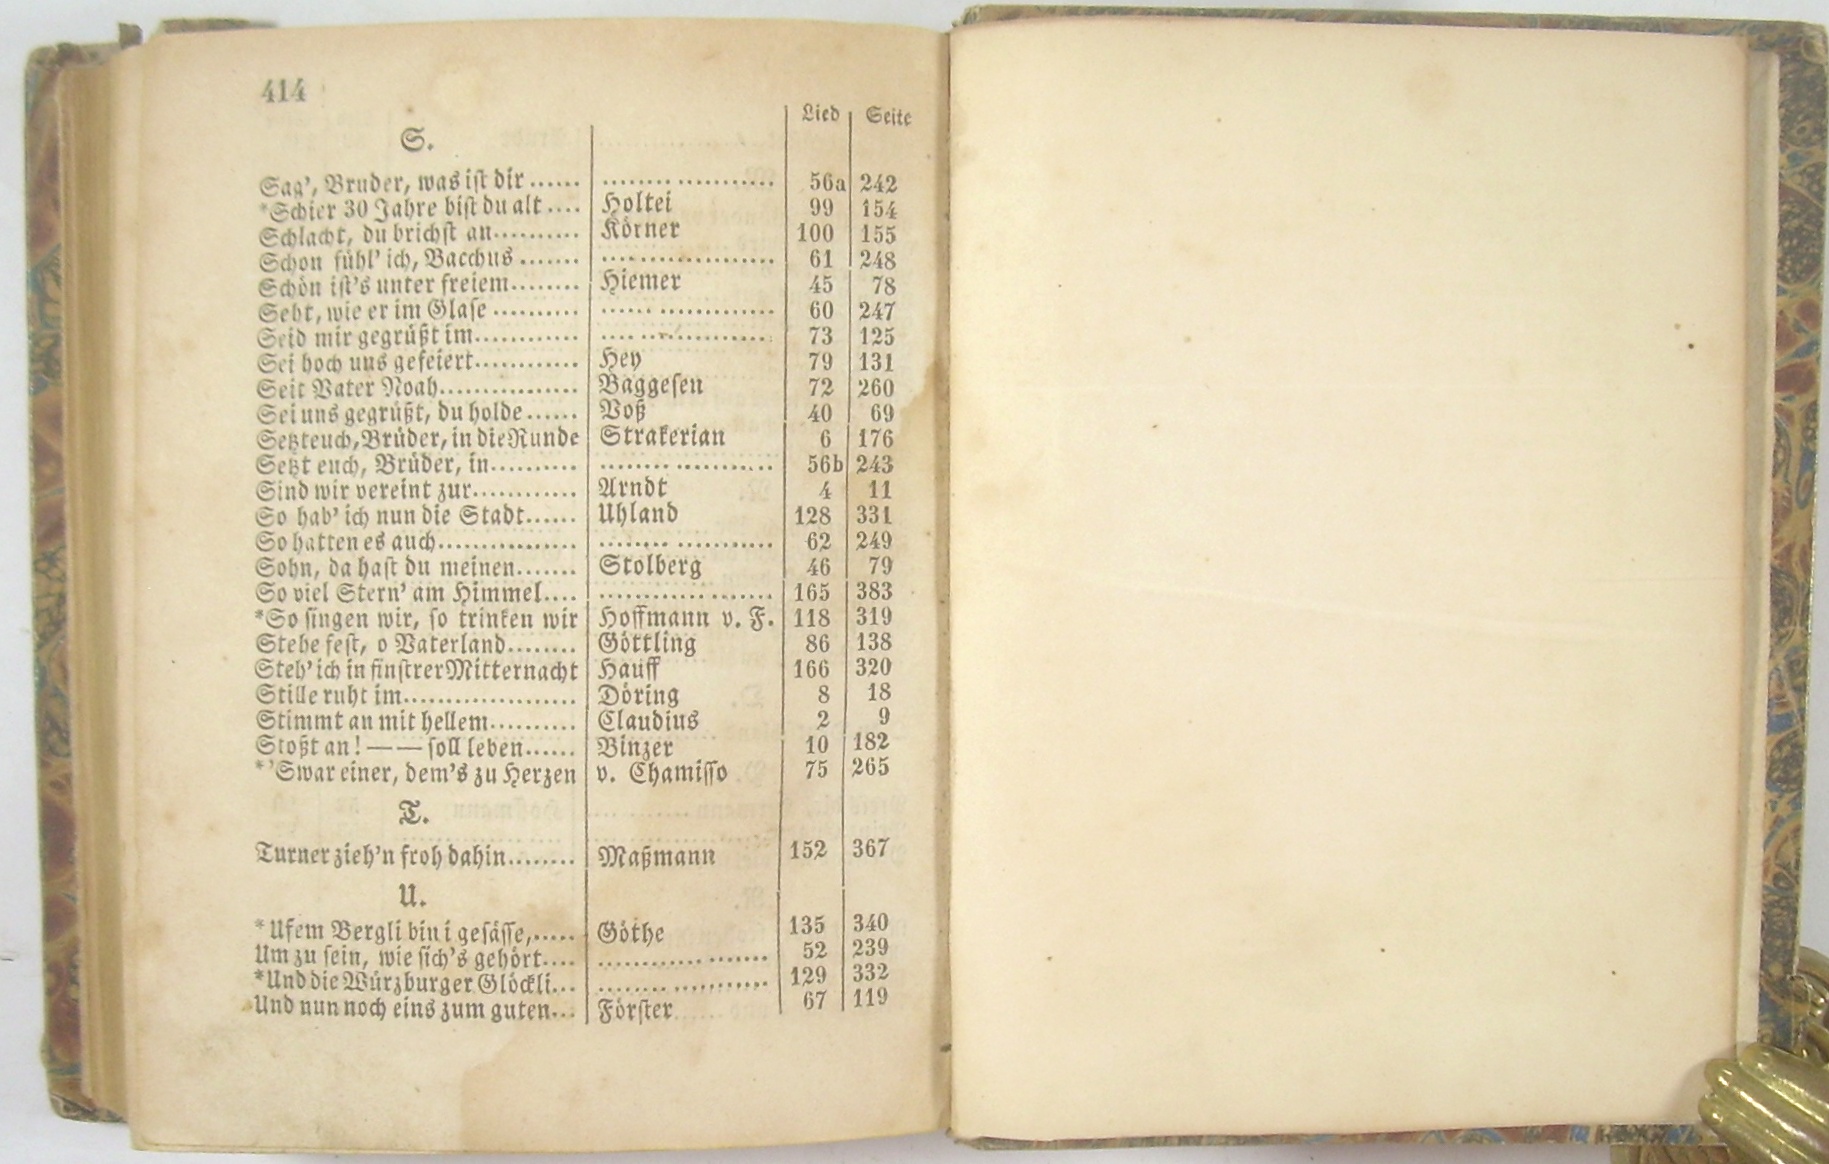 414
Lied Seite
S.
Sag', Bruder, was ist dir ...... .................. 56a 242
*Schier 30 Jahre bist du alt .... Holtei 99 154
Schlacht, du brichst an.......... Körner 100 155
Schon fühl' ich, Bacchus ....... .................. 61 248
Schön ist's unter freiem........ Hiemer 45 78
Seht, wie er im Glase .......... .................. 60 247
Seid mir gegrüßt im............ .................. 73 125
Sei hoch uns gefeiert............ Hey 79 131
Seit Vater Noah................ Baggesen 72 260
Sei uns gegrüßt, du holde ...... Voß 40 69
Setzt euch, Brüder, in die Runde Strakerian 6 176
Setzt euch, Brüder, in.......... .................. 56b 243
Sind wir vereint zur............ Arndt 4 11
So hab' ich nun die Stadt...... Uhland 128 331
So hatten es auch................ .................. 62 249
Sohn, da hast du meinen....... Stolberg 46 79
So viel Stern' am Himmel.... .................. 165 383
*So singen wir, so trinken wir Hoffmann v. F. 118 319
Stehe fest, o Vaterland........ Göttling 86 138
Steh' ich in finstrer Mitternacht Hauff 166 320
Stille ruht im.................... Döring 8 18
Stimmt an mit hellem.......... Claudius 2 9
Stoßt an! — — soll leben...... Binzer 10 182
*'Swar einer, dem's zu Herzen v. Chamisso 75 265
T.
Turner zieh'n froh dahin........ Maßmann 152 367
U.
*Ufem Bergli bin i gesässe,..... Göthe 135 340
Um zu sein, wie sich's gehört.... .................. 52 239
*Und die Würzburger Glöckli... .................. 129 332
Und nun noch eins zum guten... Förster 67 119